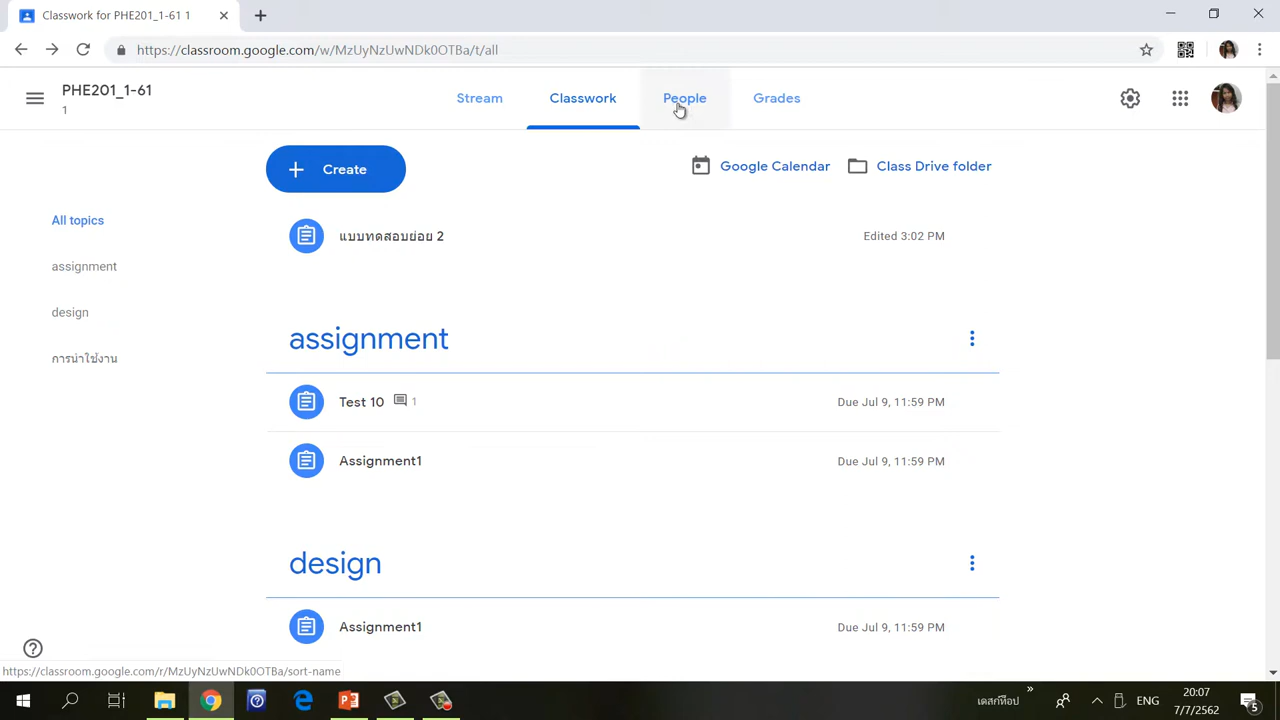 Classwork for PHE201_1-61 1
https://classroom.google.com/w/MzUyNzUwNDk0OTBa/t/all
PHE201_1-61
1
Stream
Classwork
People
Grades
Create
Google Calendar
Class Drive folder
All topics
assignment
design
การนำใช้งาน
แบบทดสอบย่อย 2
Edited 3:02 PM
assignment
Test 10
1
Due Jul 9, 11:59 PM
Assignment1
Due Jul 9, 11:59 PM
design
Assignment1
Due Jul 9, 11:59 PM
https://classroom.google.com/r/MzUyNzUwNDk0OTBa/sort-name
เดสก์ท็อป
»
ENG
20:07
7/7/2562
5